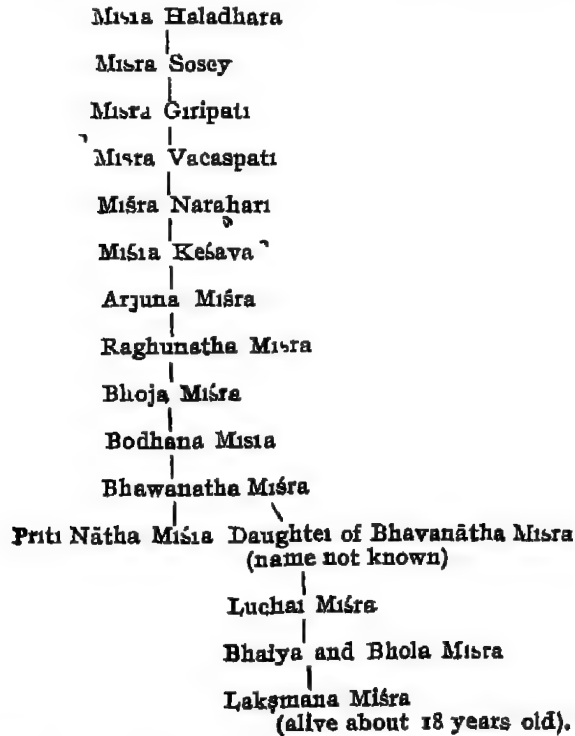 Misra Haladhara
Misra Sosey
Misra Giripati
Misra Vacaspati
Miśra Narahari
Miśra Keśava
Arjuna Miśra
Raghunatha Misra
Bhoja Miśra
Bodhana Misra
Bhawanatha Miśra
Priti Nātha Miśra Daughter of Bhavanātha Misra
(name not known)
Luchai Miśra
Bhaiya and Bhola Misra
Lakṣmana Miśra
(alive about 18 years old).